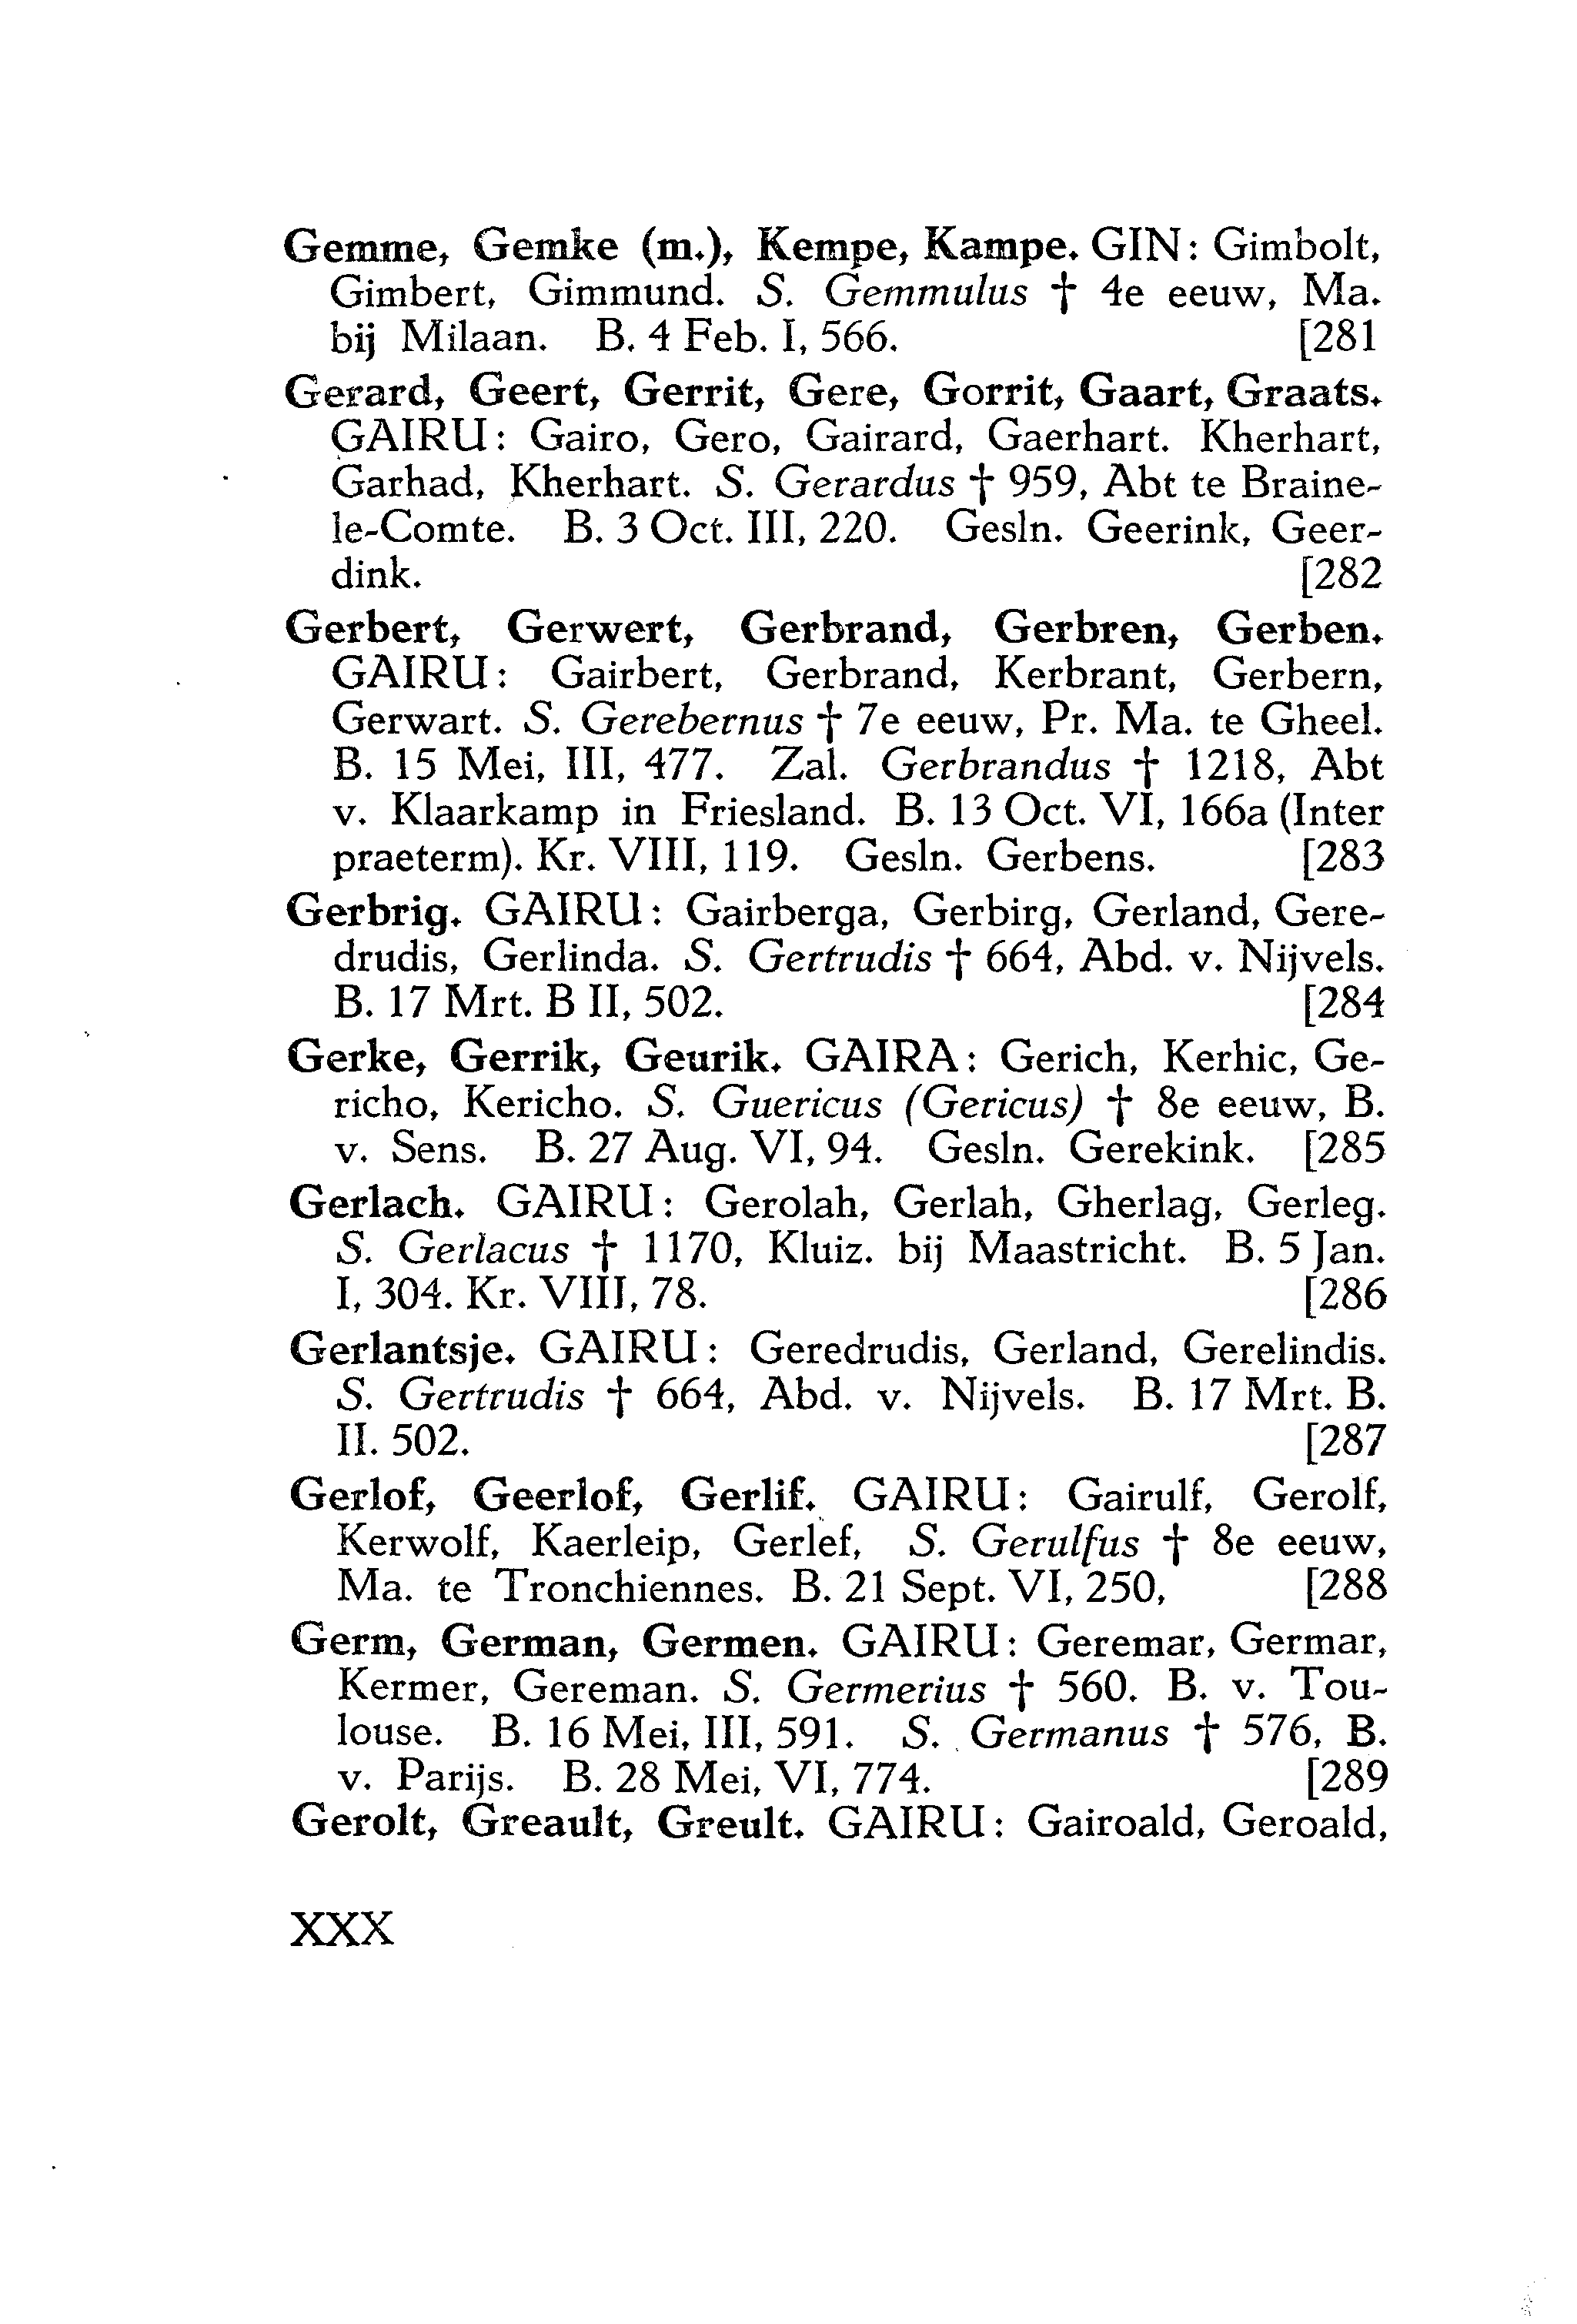 Gemme, Gemke (m.), Kempe, Kampe. GIN: Gimbolt,
Gimbert, Gimmund. S. Gemmulus † 4e eeuw, Ma.
bij Milaan. B. 4 Feb. I, 566. [281
Gerard, Geert, Gerrit, Gere, Gorrit, Gaart, Graats.
GAIRU: Gairo, Gero, Gairard, Gaerhart. Kherhart,
Garhad, Kherhart. S. Gerardus † 959, Abt te Braine-
le-Comte. B. 3 Oct. III, 220. Gesln. Geerink, Geer-
dink. [282
Gerbert, Gerwert, Gerbrand, Gerbren, Gerben.
GAIRU: Gairbert, Gerbrand, Kerbrant, Gerbern,
Gerwart. S. Gerebernus † 7e eeuw, Pr. Ma. te Gheel.
B. 15 Mei, III, 477. Zal. Gerbrandus † 1218, Abt
v. Klaarkamp in Friesland. B. 13 Oct. VI, 166a (Inter
praeterm). Kr. VIII, 119. Gesln. Gerbens. [283
Gerbrig. GAIRU: Gairberga, Gerbirg, Gerland, Gere-
drudis, Gerlinda. S. Gertrudis † 664, Abd. v. Nijvels.
B. 17 Mrt. B II, 502. [284
Gerke, Gerrik, Geurik. GAIRA: Gerich, Kerhic, Ge-
richo, Kericho. S. Guericus (Gericus) † 8e eeuw, B.
v. Sens. B. 27 Aug. VI, 94. Gesln. Gerekink. [285
Gerlach. GAIRU: Gerolah, Gerlah, Gherlag, Gerleg.
S. Gerlacus † 1170, Kluiz. bij Maastricht. B. 5 Jan.
I, 304. Kr. VIII, 78. [286
Gerlantsje. GAIRU: Geredrudis, Gerland, Gerelindis.
S. Gertrudis † 664, Abd. v. Nijvels. B. 17 Mrt. B.
II. 502. [287
Gerlof, Geerlof, Gerlif. GAIRU: Gairulf, Gerolf,
Kerwolf, Kaerleip, Gerlef, S. Gerulfus † 8e eeuw,
Ma. te Tronchiennes. B. 21 Sept. VI, 250, [288
Germ, German, Germen. GAIRU: Geremar, Germar,
Kermer, Gereman. S. Germerius † 560. B. v. Tou-
louse. B. 16 Mei, III, 591. S. Germanus † 576, B.
v. Parijs. B. 28 Mei, VI, 774. [289
Gerolt, Greault, Greult. GAIRU: Gairoald, Geroald,
XXX